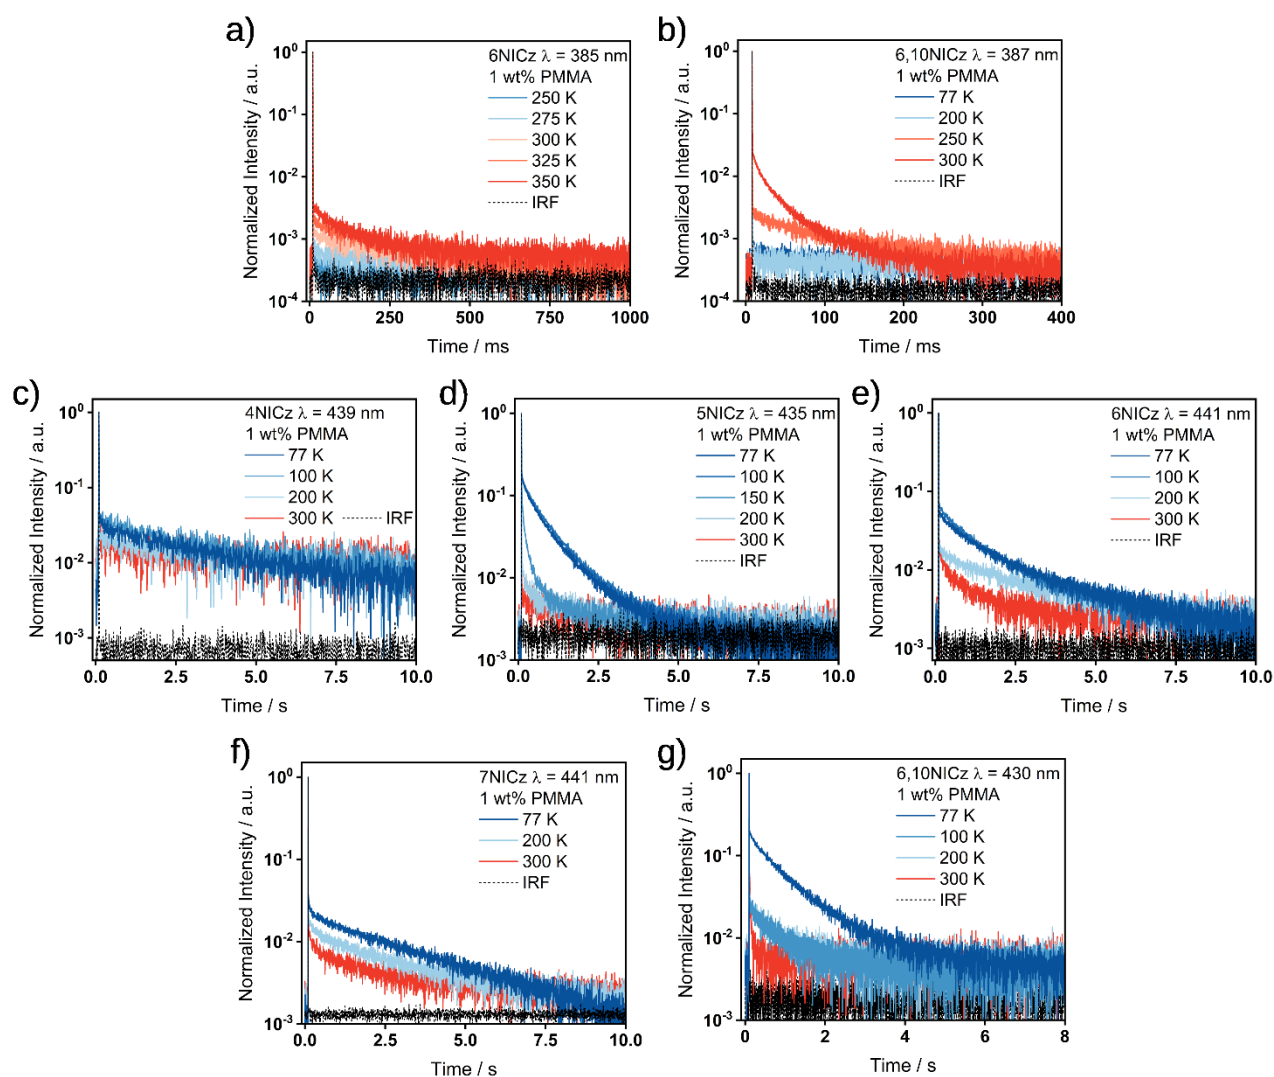 a)
6NICz λ = 385 nm
1 wt% PMMA
250 K
275 K
300 K
325 K
350 K
IRF
10⁰
10⁻¹
10⁻²
10⁻³
10⁻⁴
Normalized Intensity / a.u.
0 250 500 750 1000
Time / ms
b)
6,10NICz λ = 387 nm
1 wt% PMMA
77 K
200 K
250 K
300 K
IRF
10⁰
10⁻¹
10⁻²
10⁻³
10⁻⁴
Normalized Intensity / a.u.
0 100 200 300 400
Time / ms
c)
4NICz λ = 439 nm
1 wt% PMMA
77 K
100 K
200 K
300 K IRF
10⁰
10⁻¹
10⁻²
10⁻³
Normalized Intensity / a.u.
0.0 2.5 5.0 7.5 10.0
Time / s
d)
5NICz λ = 435 nm
1 wt% PMMA
77 K
100 K
150 K
200 K
300 K
IRF
10⁰
10⁻¹
10⁻²
10⁻³
Normalized Intensity / a.u.
0.0 2.5 5.0 7.5 10.0
Time / s
e)
6NICz λ = 441 nm
1 wt% PMMA
77 K
100 K
200 K
300 K
IRF
10⁰
10⁻¹
10⁻²
10⁻³
Normalized Intensity / a.u.
0.0 2.5 5.0 7.5 10.0
Time / s
f)
7NICz λ = 441 nm
1 wt% PMMA
77 K
200 K
300 K
IRF
10⁰
10⁻¹
10⁻²
10⁻³
Normalized Intensity / a.u.
0.0 2.5 5.0 7.5 10.0
Time / s
g)
6,10NICz λ = 430 nm
1 wt% PMMA
77 K
100 K
200 K
300 K
IRF
10⁰
10⁻¹
10⁻²
10⁻³
Normalized Intensity / a.u.
0 2 4 6 8
Time / s